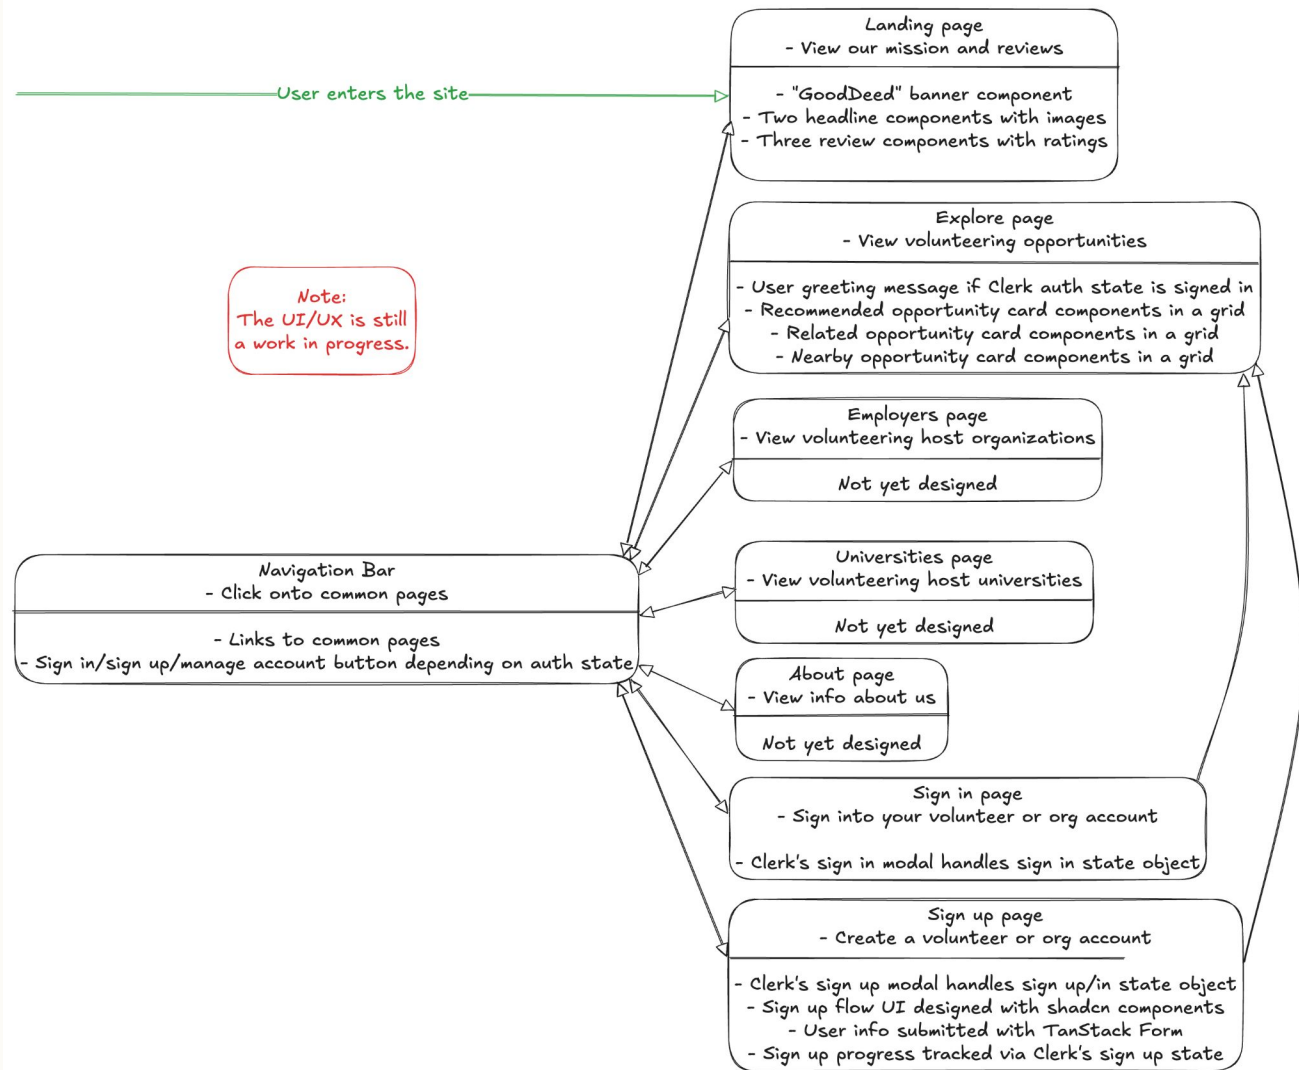 Landing page
- View our mission and reviews
- "GoodDeed" banner component
- Two headline components with images
- Three review components with ratings
User enters the site
Explore page
- View volunteering opportunities
- User greeting message if Clerk auth state is signed in
- Recommended opportunity card components in a grid
- Related opportunity card components in a grid
- Nearby opportunity card components in a grid
Note:
The UI/UX is still
a work in progress.
Employers page
- View volunteering host organizations
Not yet designed
Navigation Bar
- Click onto common pages
- Links to common pages
- Sign in/sign up/manage account button depending on auth state
Universities page
- View volunteering host universities
Not yet designed
About page
- View info about us
Not yet designed
Sign in page
- Sign into your volunteer or org account
- Clerk's sign in modal handles sign in state object
Sign up page
- Create a volunteer or org account
- Clerk's sign up modal handles sign up/in state object
- Sign up flow UI designed with shadcn components
- User info submitted with TanStack Form
- Sign up progress tracked via Clerk's sign up state